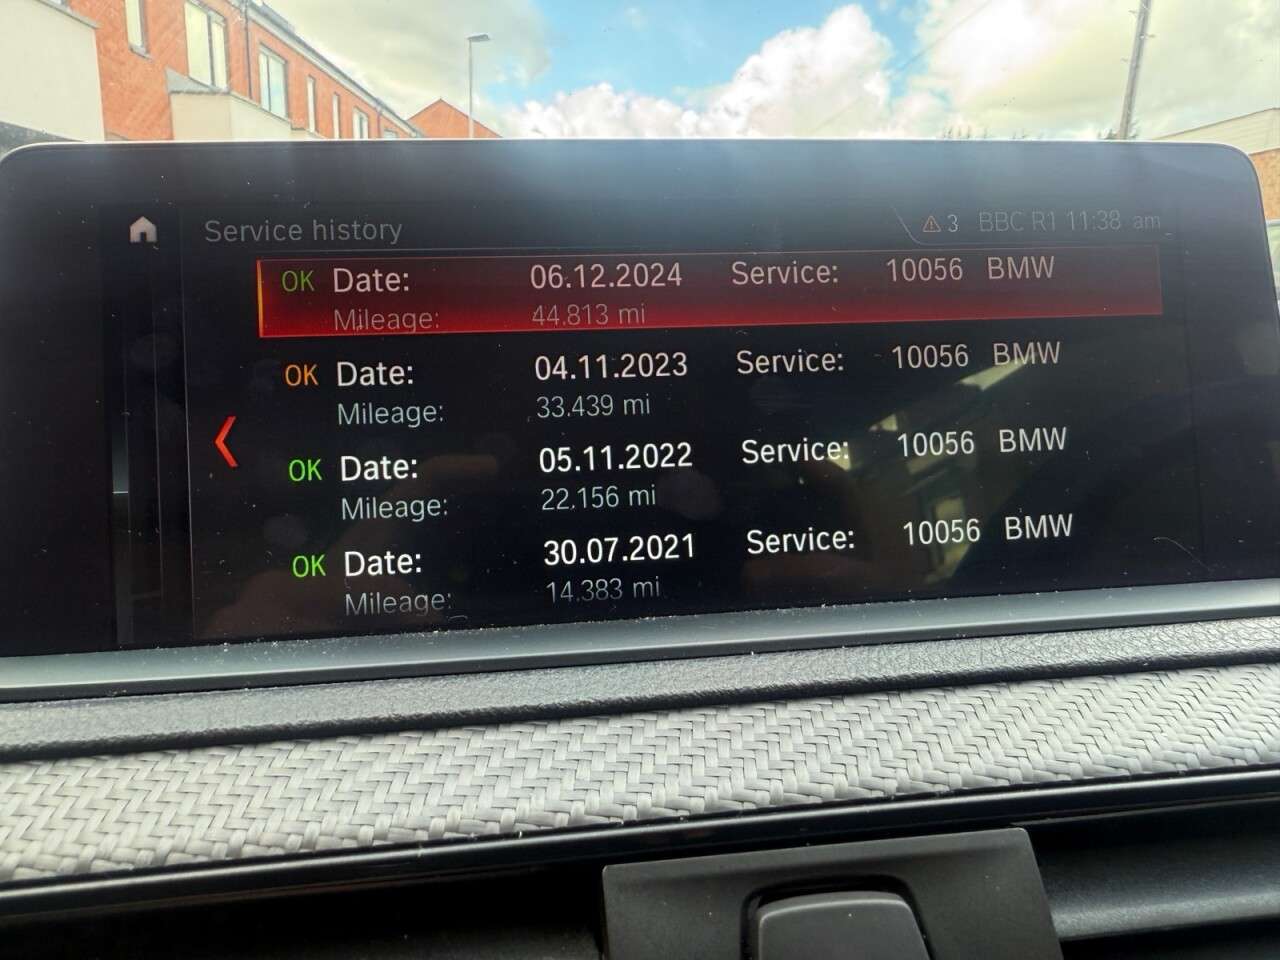 Service history 3 BBC R1 11:38 am
OK Date: 06.12.2024 Service: 10056 BMW
Mileage: 44.813 mi
OK Date: 04.11.2023 Service: 10056 BMW
Mileage: 33.439 mi
OK Date: 05.11.2022 Service: 10056 BMW
Mileage: 22.156 mi
OK Date: 30.07.2021 Service: 10056 BMW
Mileage: 14.383 mi